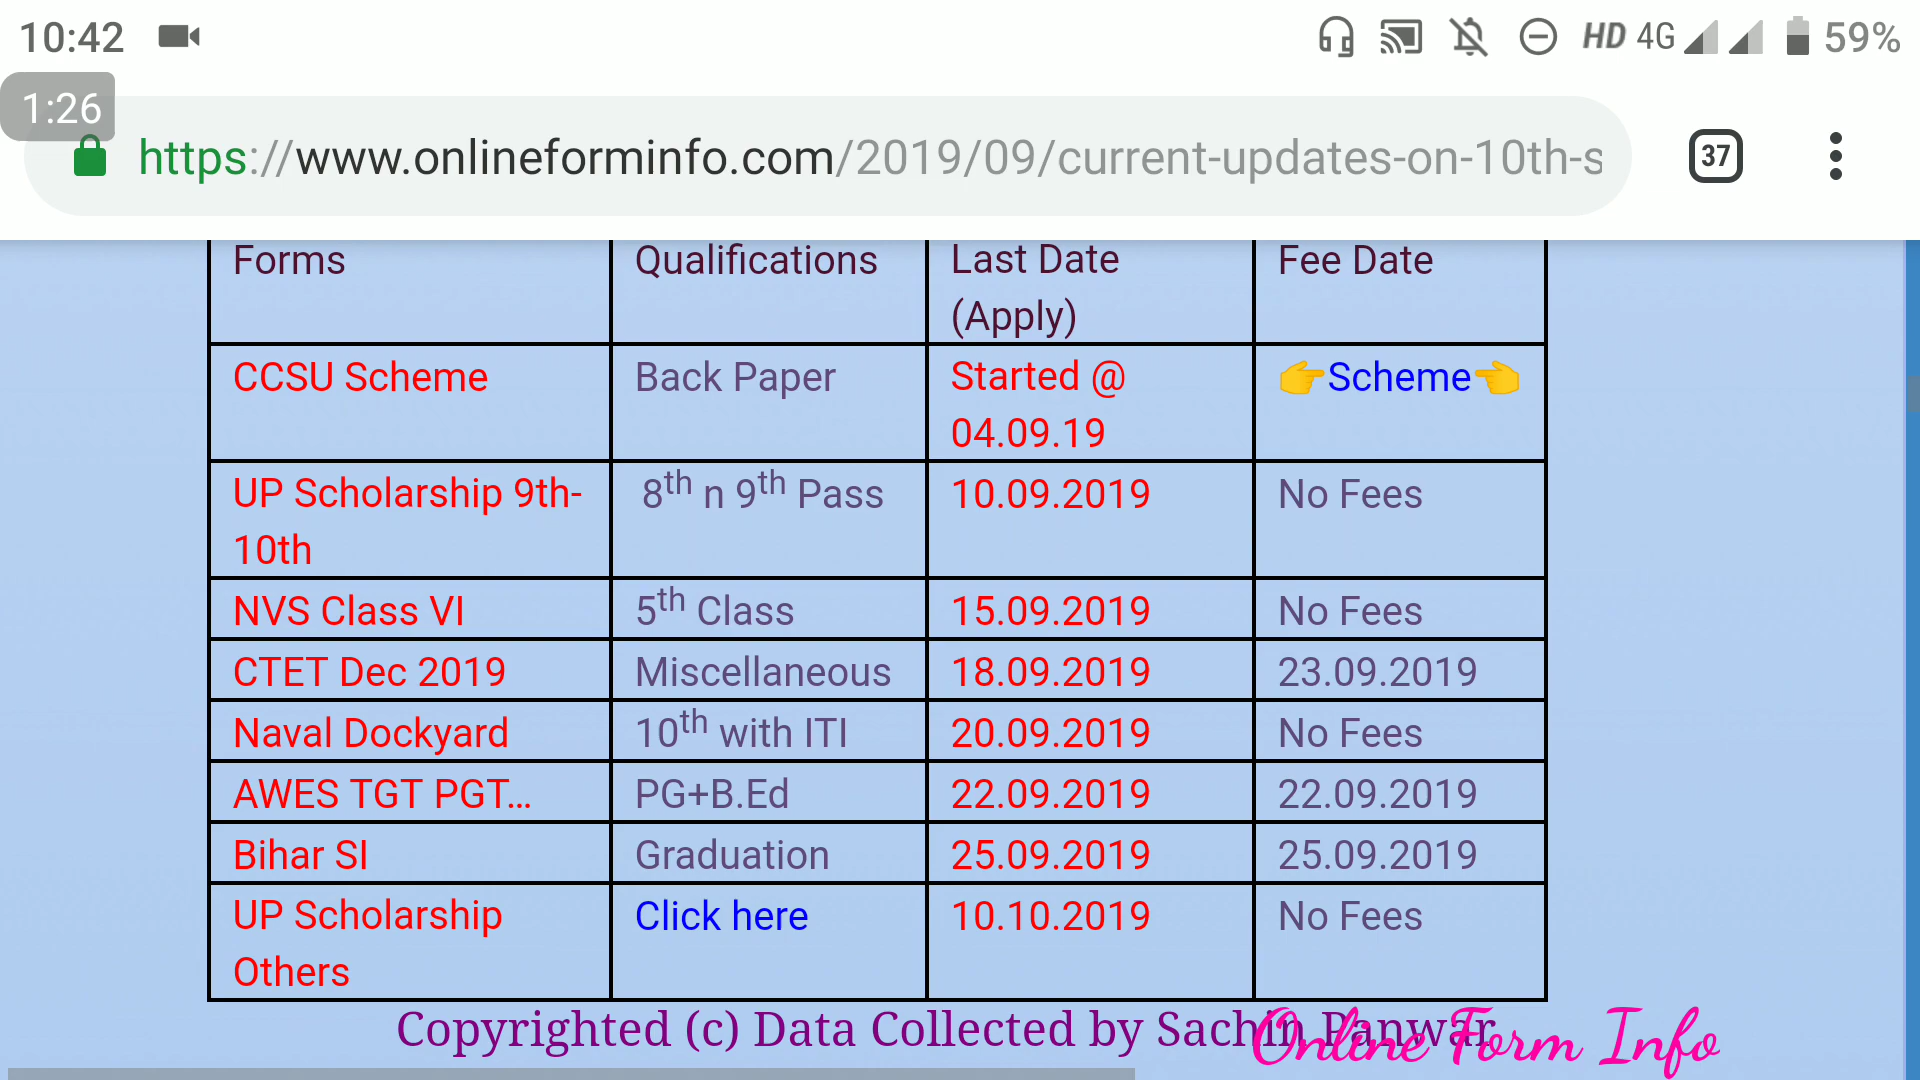 10:42 HD 4G 59%
1:26
https://www.onlineforminfo.com/2019/09/current-updates-on-10th-s 37
Forms Qualifications Last Date Fee Date
(Apply)
CCSU Scheme Back Paper Started @ 👉Scheme👈
04.09.19
UP Scholarship 9th- 8th n 9th Pass 10.09.2019 No Fees
10th
NVS Class VI 5th Class 15.09.2019 No Fees
CTET Dec 2019 Miscellaneous 18.09.2019 23.09.2019
Naval Dockyard 10th with ITI 20.09.2019 No Fees
AWES TGT PGT... PG+B.Ed 22.09.2019 22.09.2019
Bihar SI Graduation 25.09.2019 25.09.2019
UP Scholarship Click here 10.10.2019 No Fees
Others
Copyrighted (c) Data Collected by Sachin Panwar
Online Form Info